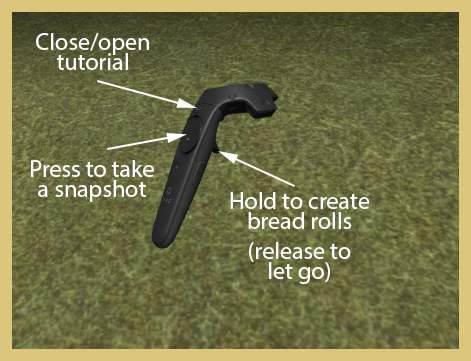 Close/open
tutorial
Press to take
a snapshot
Hold to create
bread rolls
(release to
let go)